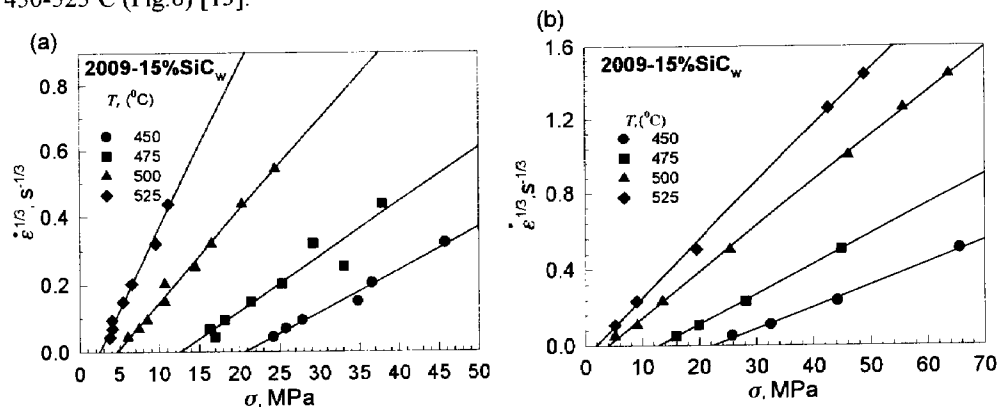 450-525°C (Fig.8) [15].
(a)
2009-15%SiCw
T, (⁰C)
450
475
500
525
ε̇^1/3, s^-1/3
0.8
0.6
0.4
0.2
0.0
0 5 10 15 20 25 30 35 40 45 50
σ, MPa
(b)
2009-15%SiCw
T,(⁰C)
450
475
500
525
ε̇^1/3, s^-1/3
1.6
1.2
0.8
0.4
0.0
0 10 20 30 40 50 60 70
σ, MPa